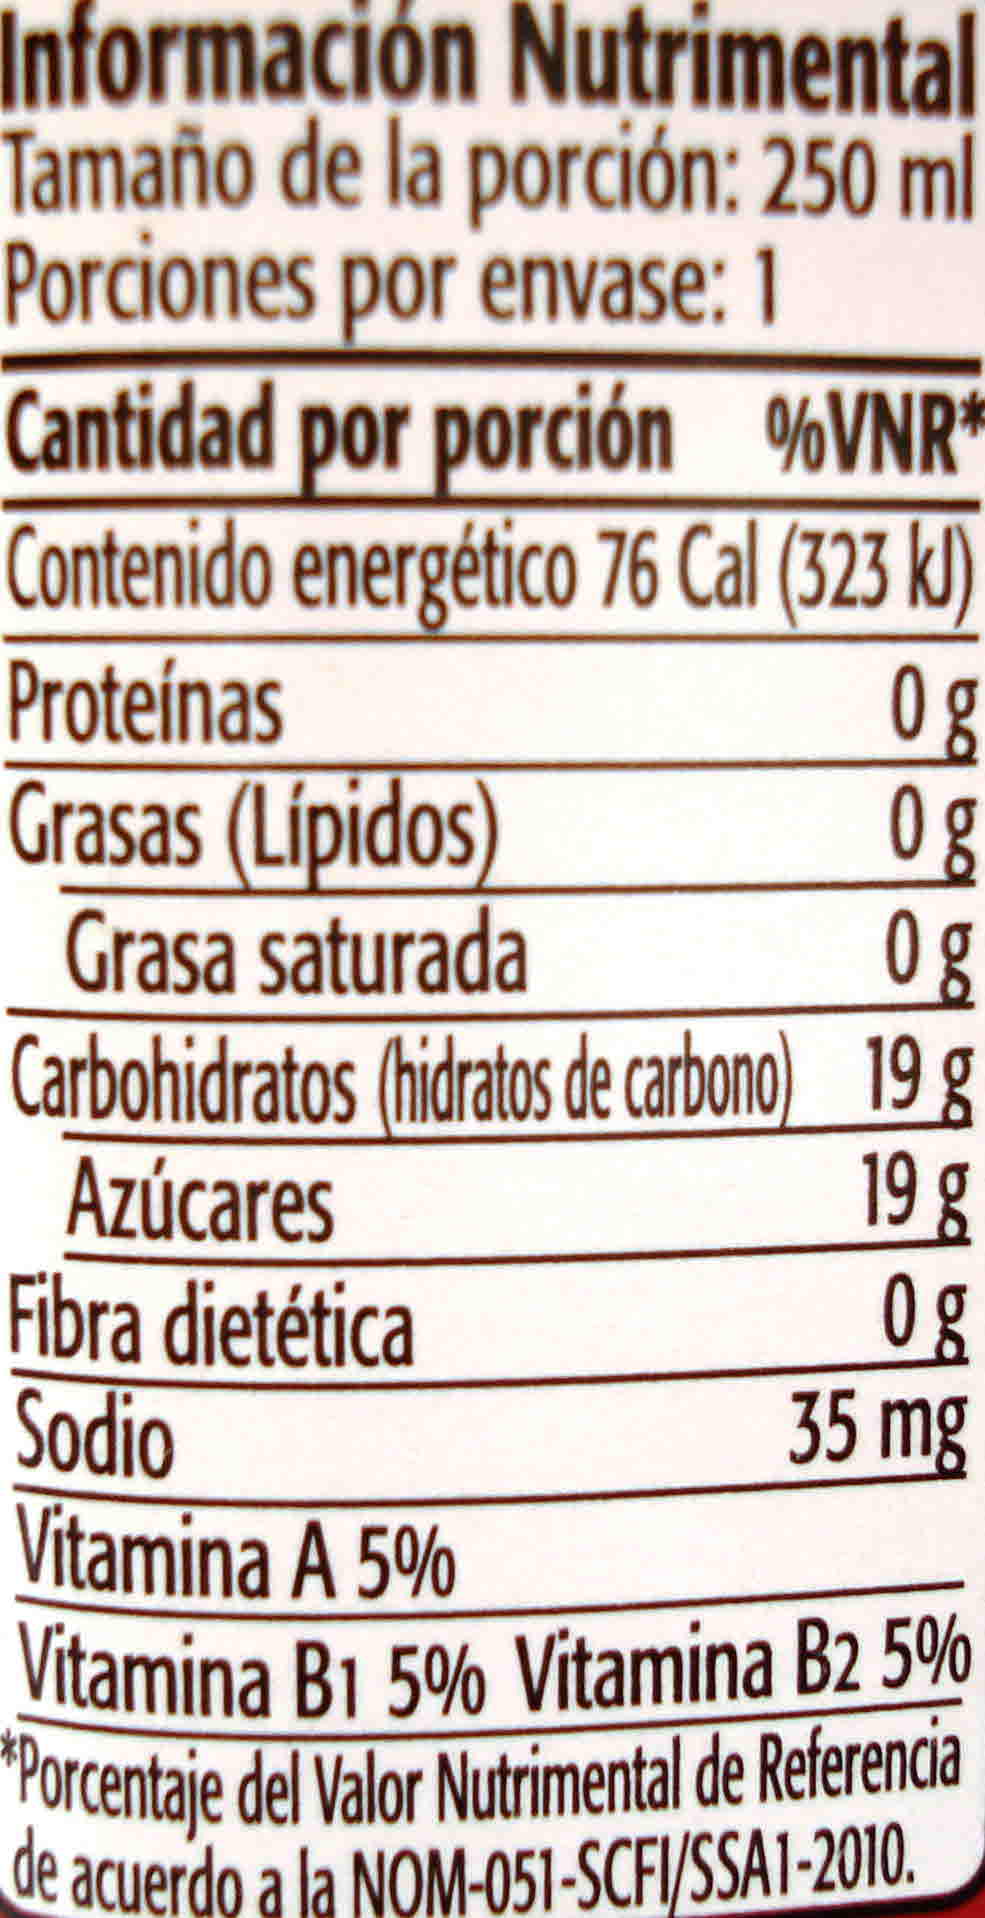 Información Nutrimental
Tamaño de la porción: 250 ml
Porciones por envase: 1
Cantidad por porción %VNR*
Contenido energético 76 Cal (323 kJ)
Proteínas 0 g
Grasas (Lípidos) 0 g
Grasa saturada 0 g
Carbohidratos (hidratos de carbono) 19 g
Azúcares 19 g
Fibra dietética 0 g
Sodio 35 mg
Vitamina A 5%
Vitamina B1 5% Vitamina B2 5%
*Porcentaje del Valor Nutrimental de Referencia
de acuerdo a la NOM-051-SCFI/SSA1-2010.